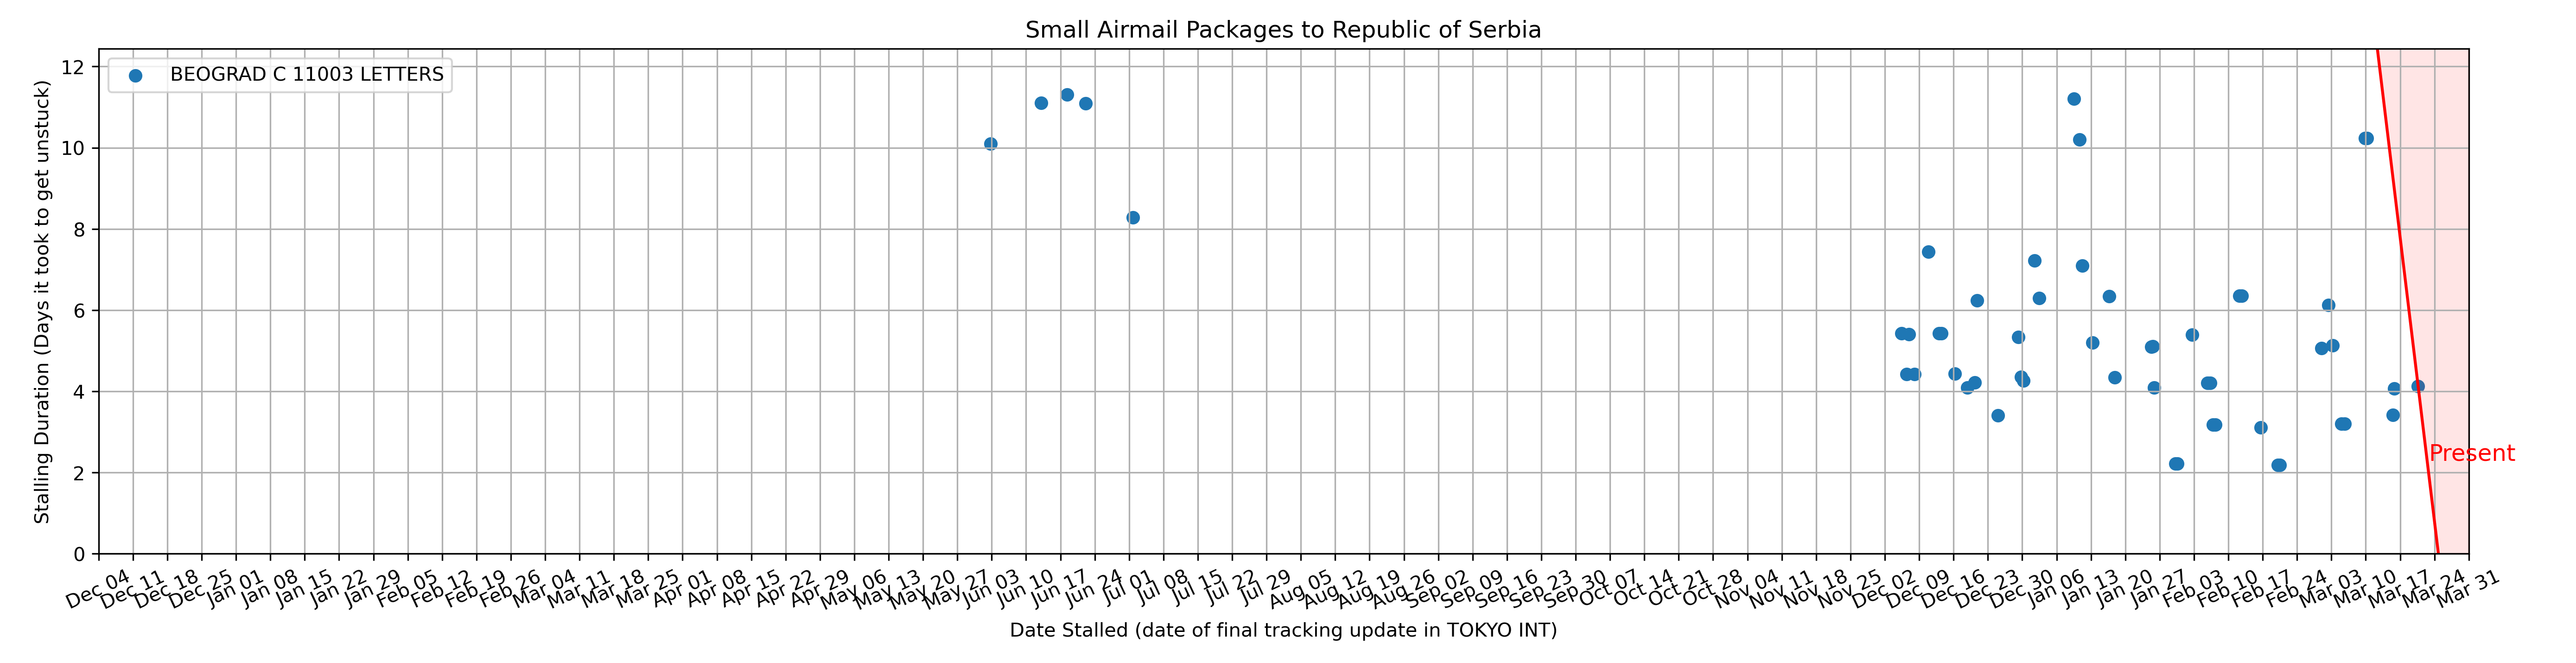 Small Airmail Packages to Republic of Serbia
BEOGRAD C 11003 LETTERS
Stalling Duration (Days it took to get unstuck)
12
10
8
6
4
2
0
Present
Dec 04
Dec 11
Dec 18
Dec 25
Jan 01
Jan 08
Jan 15
Jan 22
Jan 29
Feb 05
Feb 12
Feb 19
Feb 26
Mar 04
Mar 11
Mar 18
Mar 25
Apr 01
Apr 08
Apr 15
Apr 22
Apr 29
May 06
May 13
May 20
May 27
Jun 03
Jun 10
Jun 17
Jun 24
Jul 01
Jul 08
Jul 15
Jul 22
Jul 29
Aug 05
Aug 12
Aug 19
Aug 26
Sep 02
Sep 09
Sep 16
Sep 23
Sep 30
Oct 07
Oct 14
Oct 21
Oct 28
Nov 04
Nov 11
Nov 18
Nov 25
Dec 02
Dec 09
Dec 16
Dec 23
Dec 30
Jan 06
Jan 13
Jan 20
Jan 27
Feb 03
Feb 10
Feb 17
Feb 24
Mar 03
Mar 10
Mar 17
Mar 24
Mar 31
Date Stalled (date of final tracking update in TOKYO INT)